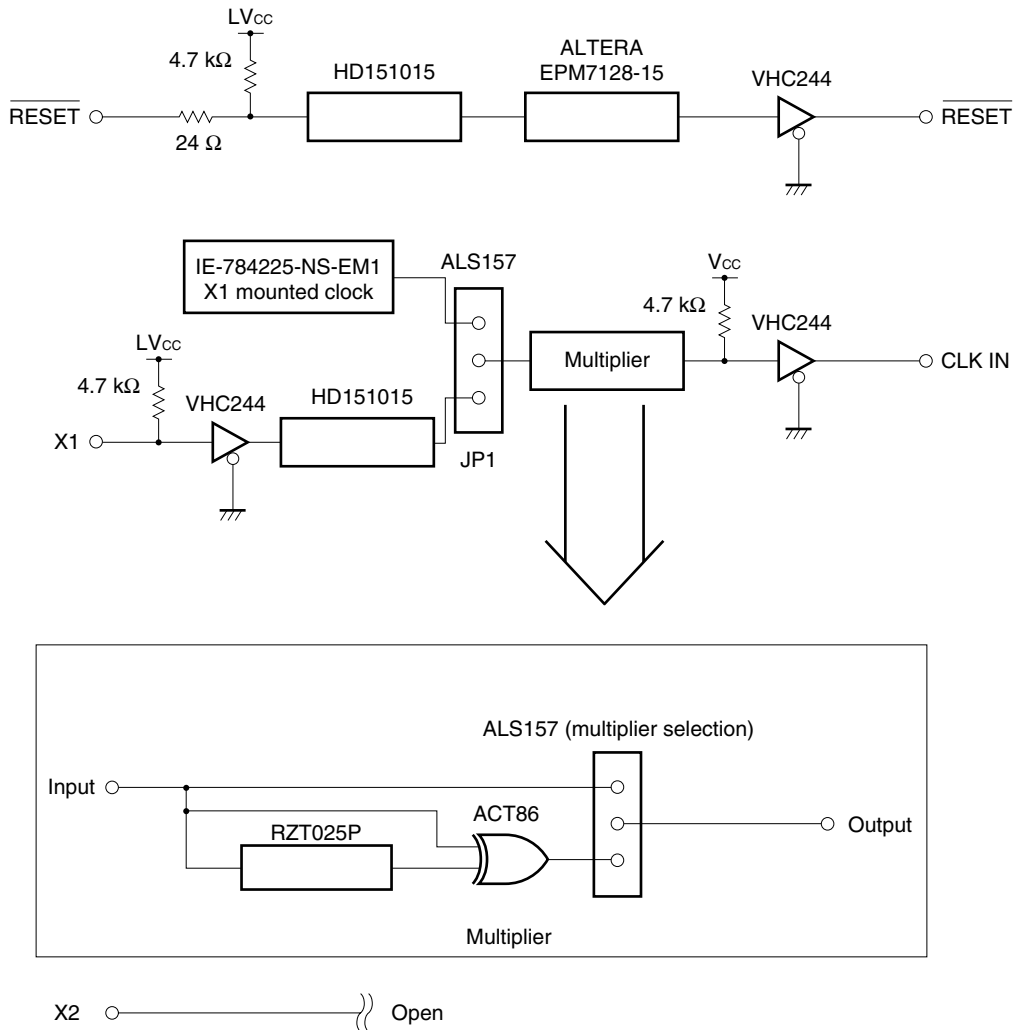 LVCC
4.7 kΩ
HD151015
ALTERA
EPM7128-15
VHC244
RESET
24 Ω
RESET
IE-784225-NS-EM1
X1 mounted clock
ALS157
VCC
4.7 kΩ
VHC244
Multiplier
CLK IN
LVCC
4.7 kΩ
VHC244
HD151015
X1
JP1
ALS157 (multiplier selection)
Input
ACT86
RZT025P
Output
Multiplier
X2
Open